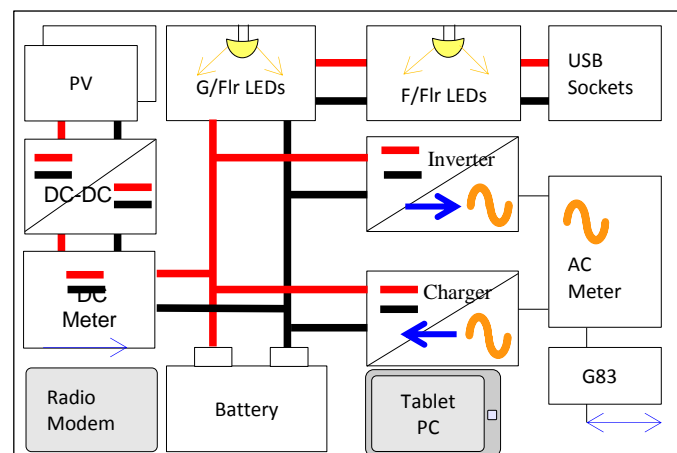 PV
G/Flr LEDs
F/Flr LEDs
USB
Sockets
DC-DC
Inverter
DC
Meter
Charger
AC
Meter
Radio
Modem
Battery
Tablet
PC
G83